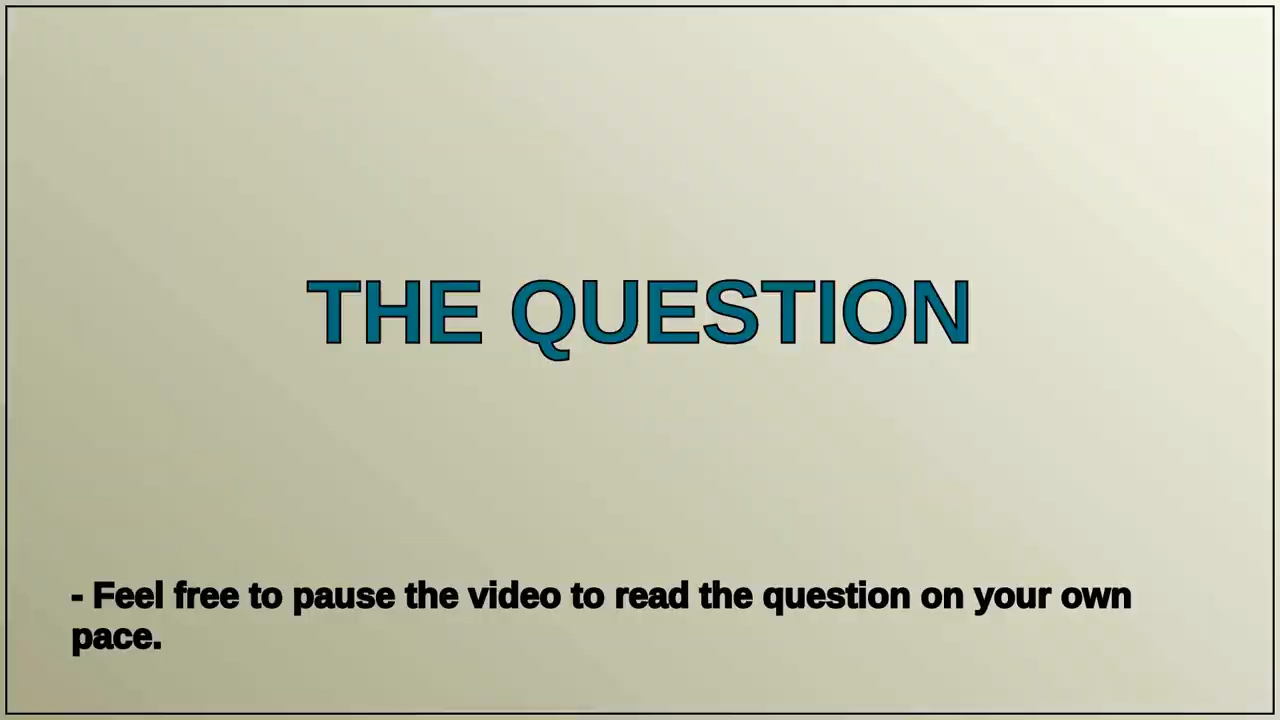 THE QUESTION
- Feel free to pause the video to read the question on your own
pace.